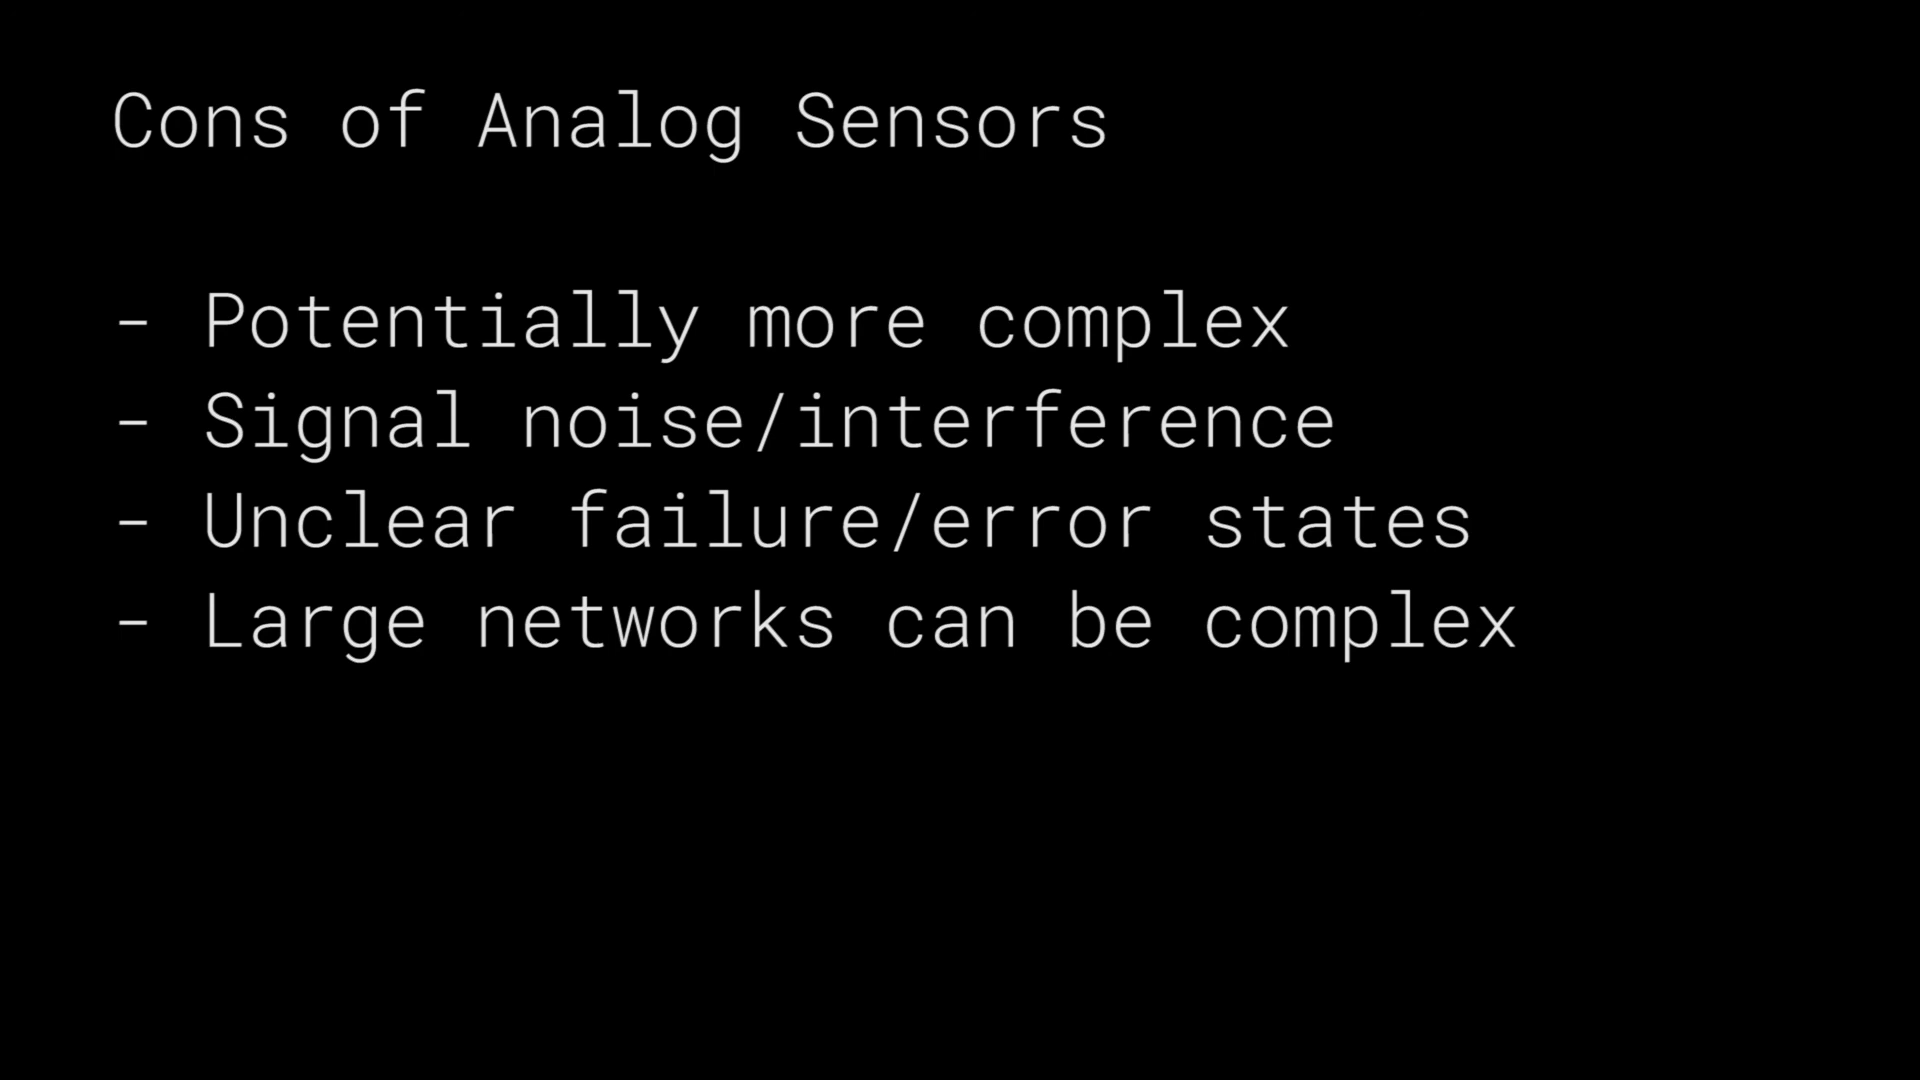 Cons of Analog Sensors
- Potentially more complex
- Signal noise/interference
- Unclear failure/error states
- Large networks can be complex